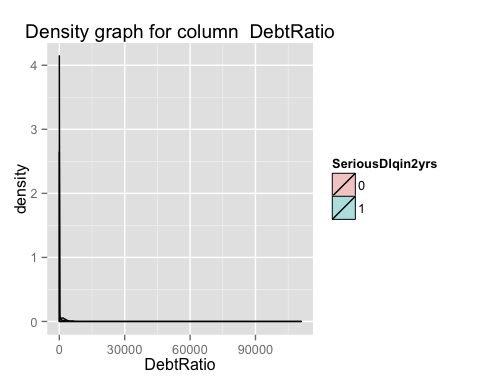 Density graph for column  DebtRatio
4
3
2
1
0
density
0 30000 60000 90000
DebtRatio
SeriousDlqin2yrs
0
1